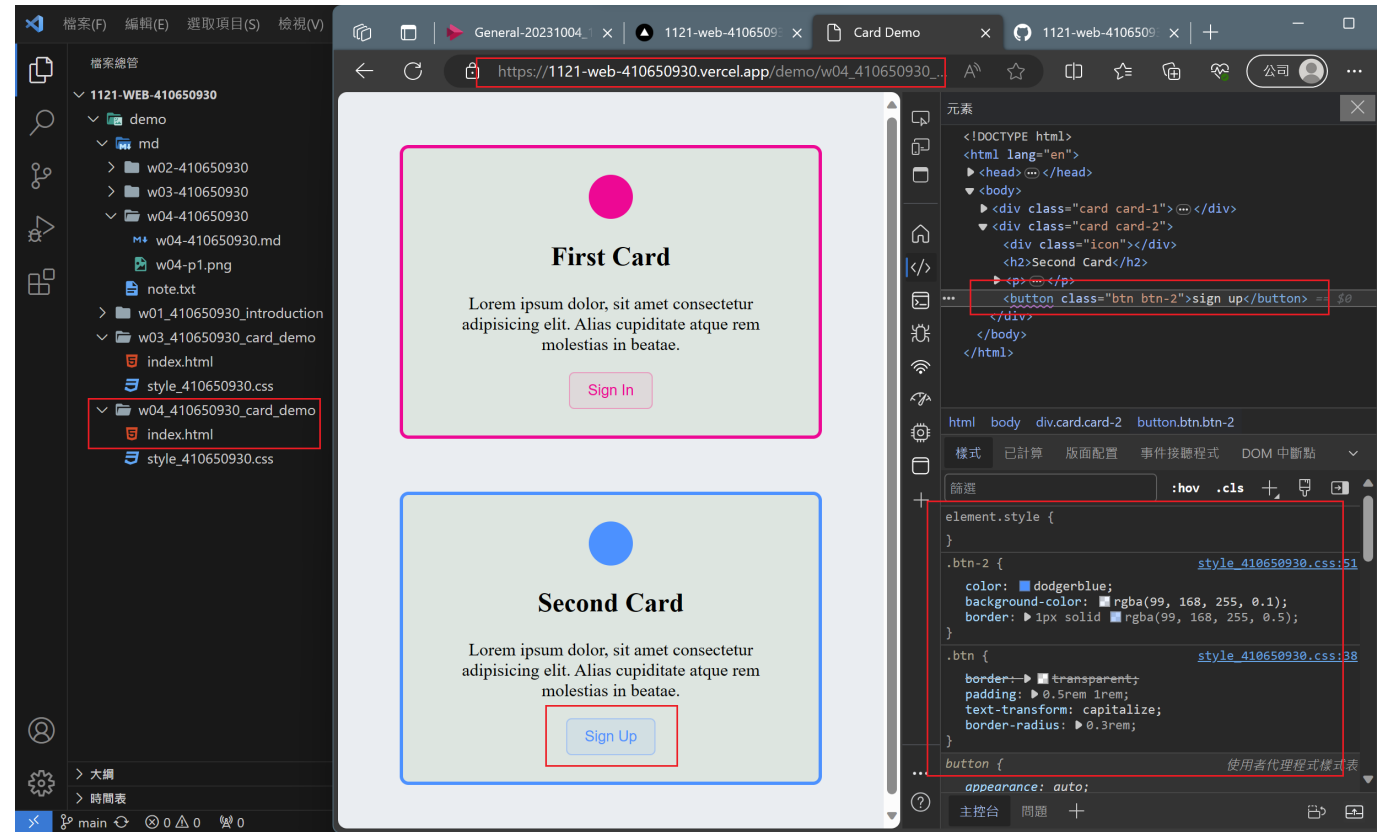 檔案(F) 編輯(E) 選取項目(S) 檢視(V)
檔案總管
1121-WEB-410650930
demo
md
w02-410650930
w03-410650930
w04-410650930
w04-410650930.md
w04-p1.png
note.txt
w01_410650930_introduction
w03_410650930_card_demo
index.html
style_410650930.css
w04_410650930_card_demo
index.html
style_410650930.css
大綱
時間表
main 0 0 0
General-20231004_1
1121-web-41065093
Card Demo
1121-web-4106509
https://1121-web-410650930.vercel.app/demo/w04_410650930_...
公司
First Card
Lorem ipsum dolor, sit amet consectetur
adipisicing elit. Alias cupiditate atque rem
molestias in beatae.
Sign In
Second Card
Lorem ipsum dolor, sit amet consectetur
adipisicing elit. Alias cupiditate atque rem
molestias in beatae.
Sign Up
元素
<!DOCTYPE html>
<html lang="en">
<head>…</head>
<body>
<div class="card card-1">…</div>
<div class="card card-2">
<div class="icon"></div>
<h2>Second Card</h2>
<p>…</p>
<button class="btn btn-2">sign up</button> == $0
</div>
</body>
</html>
html body div.card.card-2 button.btn.btn-2
樣式 已計算 版面配置 事件接聽程式 DOM 中斷點
篩選 :hov .cls
element.style {
}
.btn-2 { style_410650930.css:51
color: dodgerblue;
background-color: rgba(99, 168, 255, 0.1);
border: 1px solid rgba(99, 168, 255, 0.5);
}
.btn { style_410650930.css:38
border: transparent;
padding: 0.5rem 1rem;
text-transform: capitalize;
border-radius: 0.3rem;
}
button { 使用者代理程式樣式表
appearance: auto;
主控台 問題